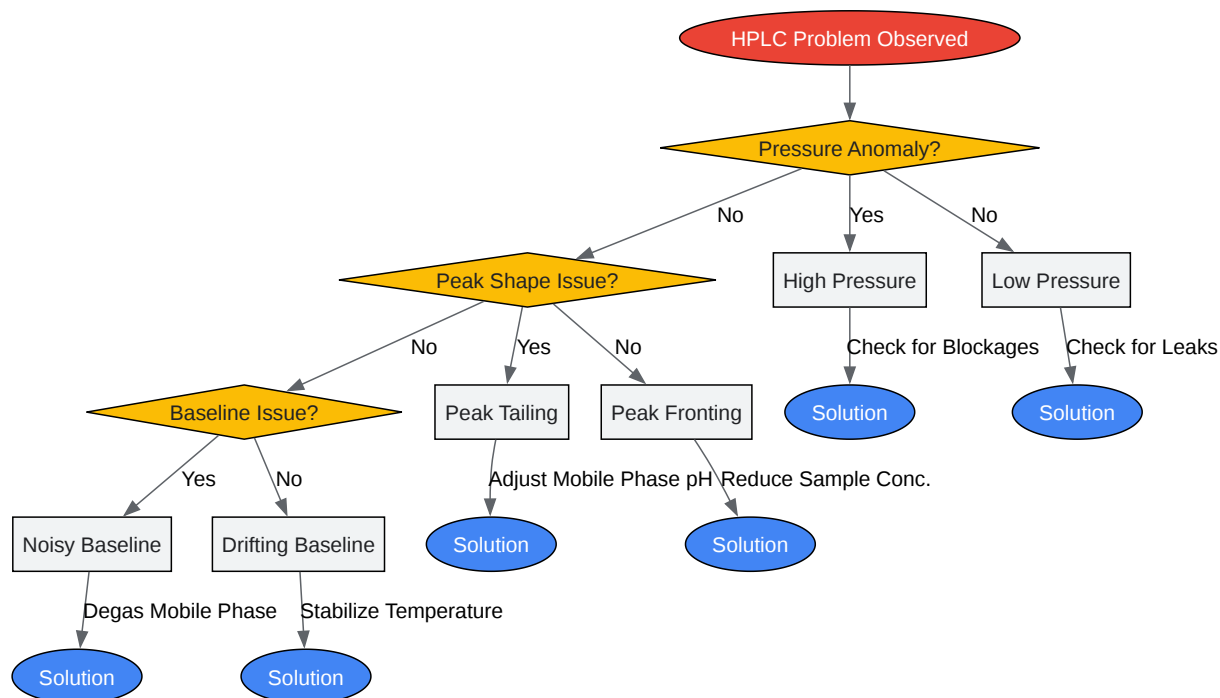 HPLC Problem Observed
Pressure Anomaly?
No
Yes
No
Peak Shape Issue?
High Pressure
Low Pressure
No
Yes
No
Check for Blockages
Check for Leaks
Baseline Issue?
Peak Tailing
Peak Fronting
Solution
Solution
Yes
No
Adjust Mobile Phase pH
Reduce Sample Conc.
Noisy Baseline
Drifting Baseline
Solution
Solution
Degas Mobile Phase
Stabilize Temperature
Solution
Solution